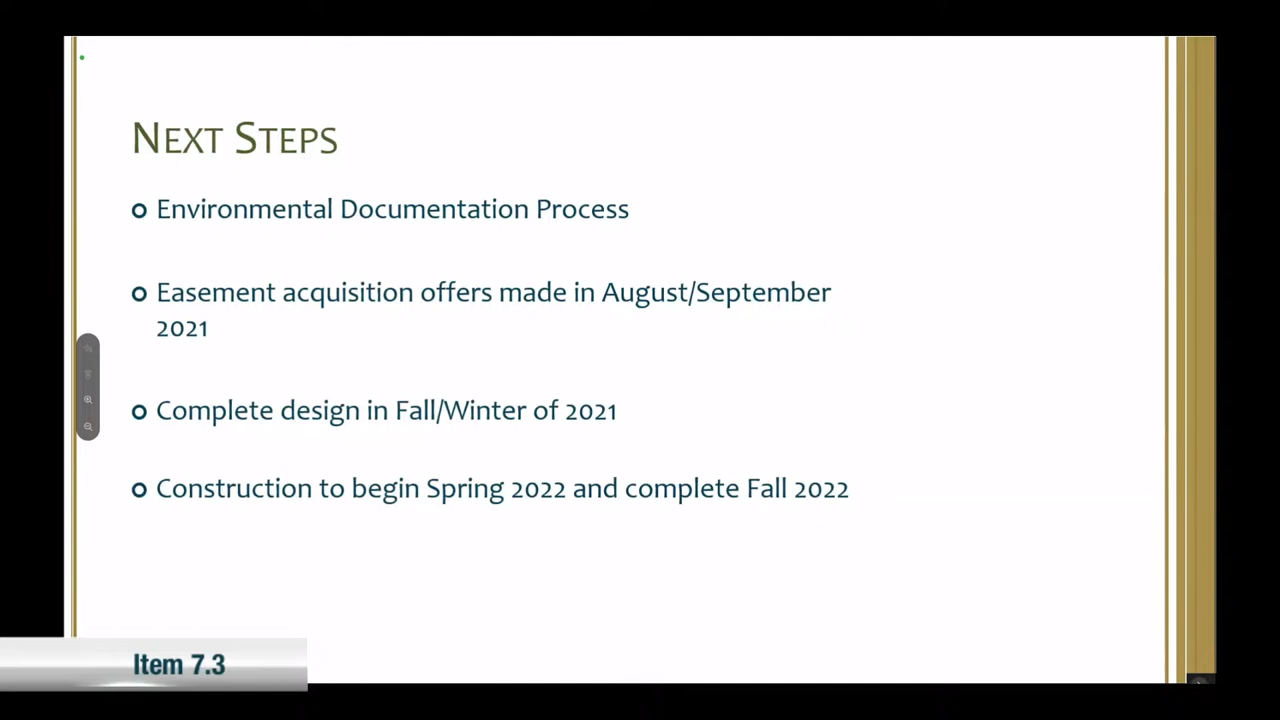 NEXT STEPS
Environmental Documentation Process
Easement acquisition offers made in August/September
2021
Complete design in Fall/Winter of 2021
Construction to begin Spring 2022 and complete Fall 2022
Item 7.3